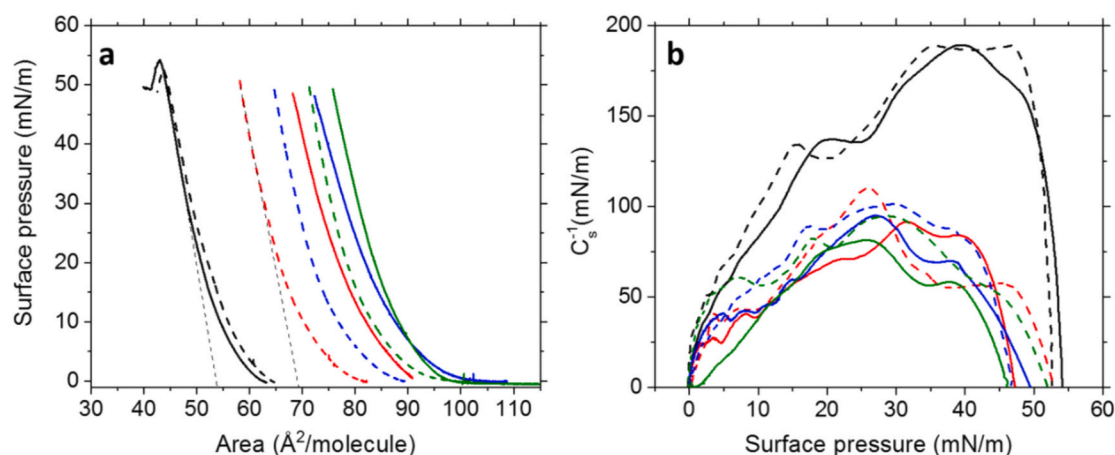 a
60
50
40
30
20
10
0
Surface pressure (mN/m)
30 40 50 60 70 80 90 100 110
Area (Å²/molecule)
b
200
150
100
50
0
C_s^-1(mN/m)
0 10 20 30 40 50 60
Surface pressure (mN/m)